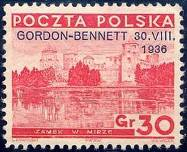 POCZTA POLSKA
GORDON-BENNETT 30.VIII.
1936
ZAMEK W MIRZE
Gr 30